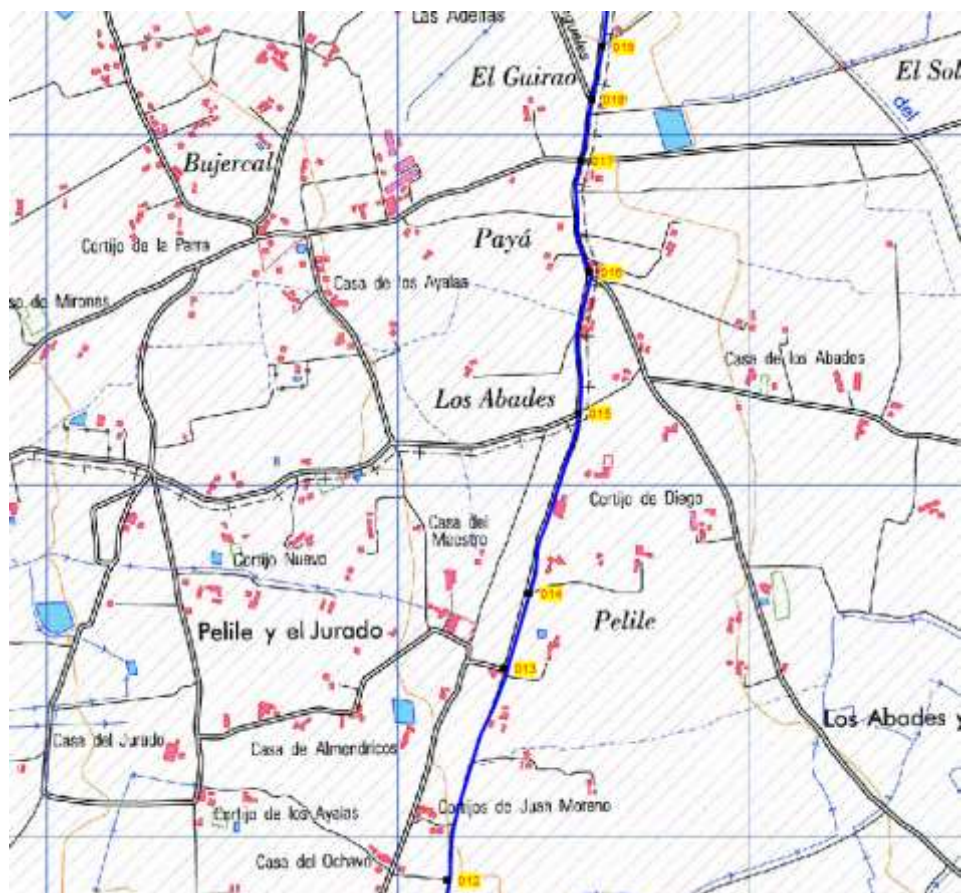 Las Adelfas
019
El Guirao
El Sol
018
del
017
Bujercal
Cortijo de la Parra
Payá
016
Casa de los Ayalas
de Mirones
Casa de los Abades
Los Abades
015
Cortijo de Diego
Casa del
Maestro
Cortijo Nuevo
014
Pelile y el Jurado
Pelile
013
Los Abades y
Casa del Jurado
Casa de Almendricos
Cortijo de los Ayalas
Cortijos de Juan Moreno
Casa del Ochavo
012